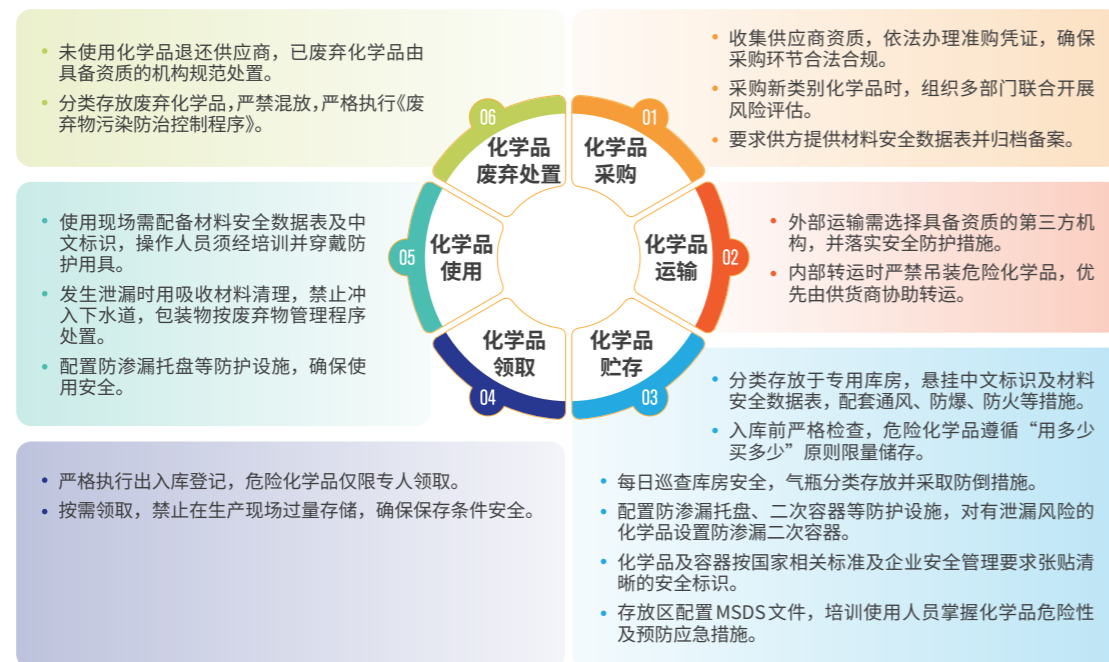 • 未使用化学品退还供应商，已废弃化学品由
具备资质的机构规范处置。
• 分类存放废弃化学品，严禁混放，严格执行《废
弃物污染防治控制程序》。
• 收集供应商资质，依法办理准购凭证，确保
采购环节合法合规。
• 采购新类别化学品时，组织多部门联合开展
风险评估。
• 要求供方提供材料安全数据表并归档备案。
06
化学品
废弃处置
01
化学品
采购
• 使用现场需配备材料安全数据表及中
文标识，操作人员须经培训并穿戴防
护用具。
• 发生泄漏时用吸收材料清理，禁止冲
入下水道，包装物按废弃物管理程序
处置。
• 配置防渗漏托盘等防护设施，确保使
用安全。
05
化学品
使用
化学品
运输
02
• 外部运输需选择具备资质的第三方机
构，并落实安全防护措施。
• 内部转运时严禁吊装危险化学品，优
先由供货商协助转运。
化学品
领取
04
化学品
贮存
03
• 分类存放于专用库房，悬挂中文标识及材料
安全数据表，配套通风、防爆、防火等措施。
• 入库前严格检查，危险化学品遵循“用多少
买多少”原则限量储存。
• 每日巡查库房安全，气瓶分类存放并采取防倒措施。
• 配置防渗漏托盘、二次容器等防护设施，对有泄漏风险的
化学品设置防渗漏二次容器。
• 化学品及容器按国家相关标准及企业安全管理要求张贴清
晰的安全标识。
• 存放区配置MSDS文件，培训使用人员掌握化学品危险性
及预防应急措施。
• 严格执行出入库登记，危险化学品仅限专人领取。
• 按需领取，禁止在生产现场过量存储，确保保存条件安全。